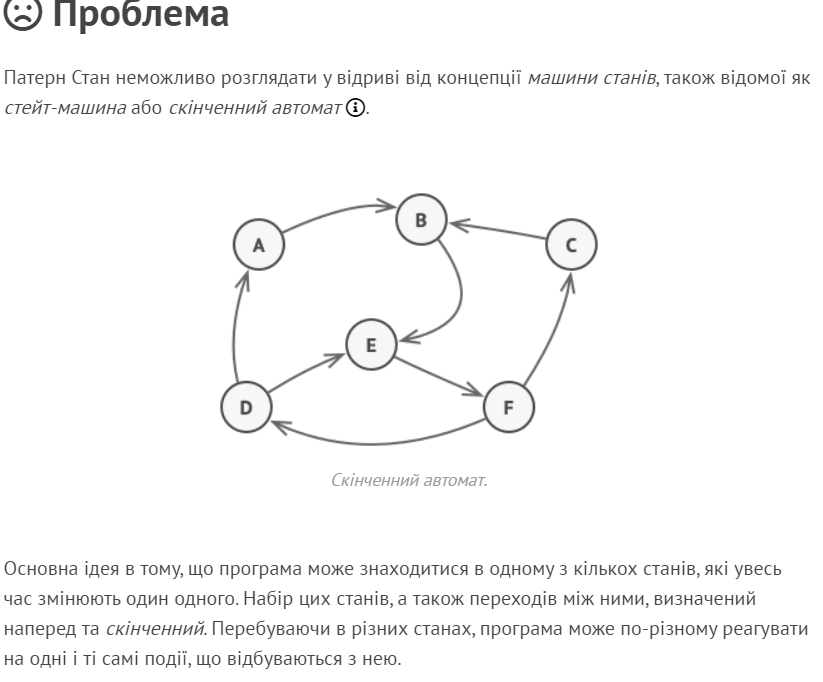 Проблема
Патерн Стан неможливо розглядати у відриві від концепції машини станів, також відомої як
стейт-машина або скінченний автомат.
B
A
C
E
D
F
Скінченний автомат.
Основна ідея в тому, що програма може знаходитися в одному з кількох станів, які увесь
час змінюють один одного. Набір цих станів, а також переходів між ними, визначений
наперед та скінченний. Перебуваючи в різних станах, програма може по-різному реагувати
на одні і ті самі події, що відбуваються з нею.